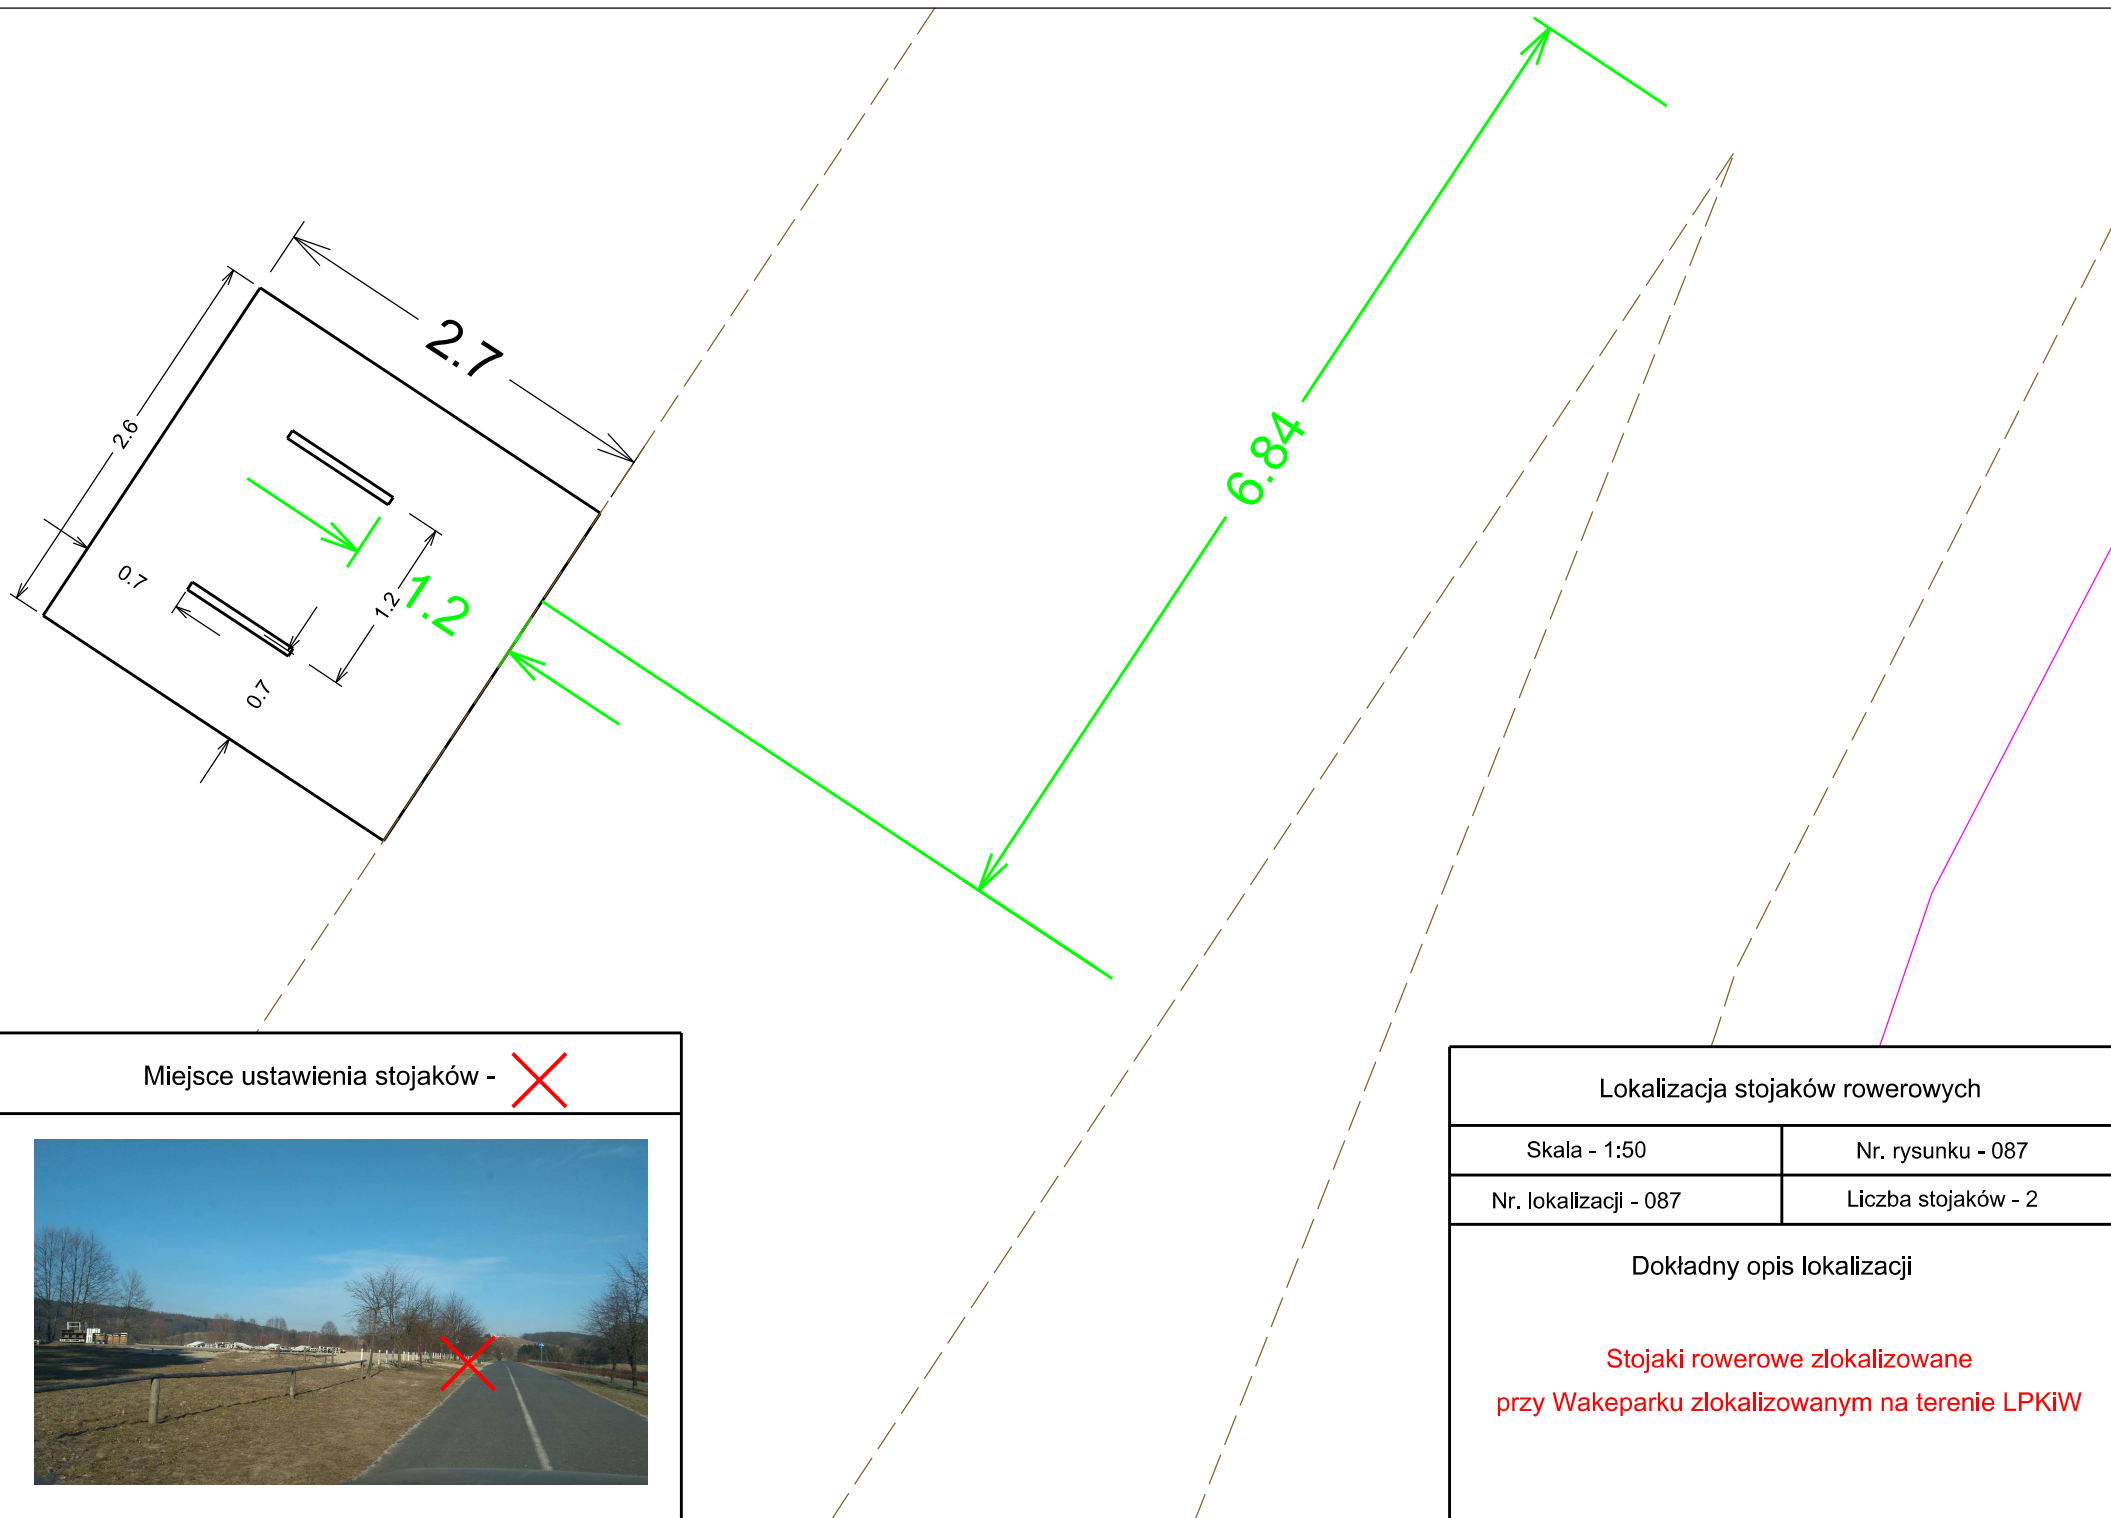 2.7
6.84
2.6
0.7
1.2
1.2
0.7
Miejsce ustawienia stojaków -
Lokalizacja stojaków rowerowych
Skala - 1:50
Nr. rysunku - 087
Nr. lokalizacji - 087
Liczba stojaków - 2
Dokładny opis lokalizacji
Stojaki rowerowe zlokalizowane
przy Wakeparku zlokalizowanym na terenie LPKiW